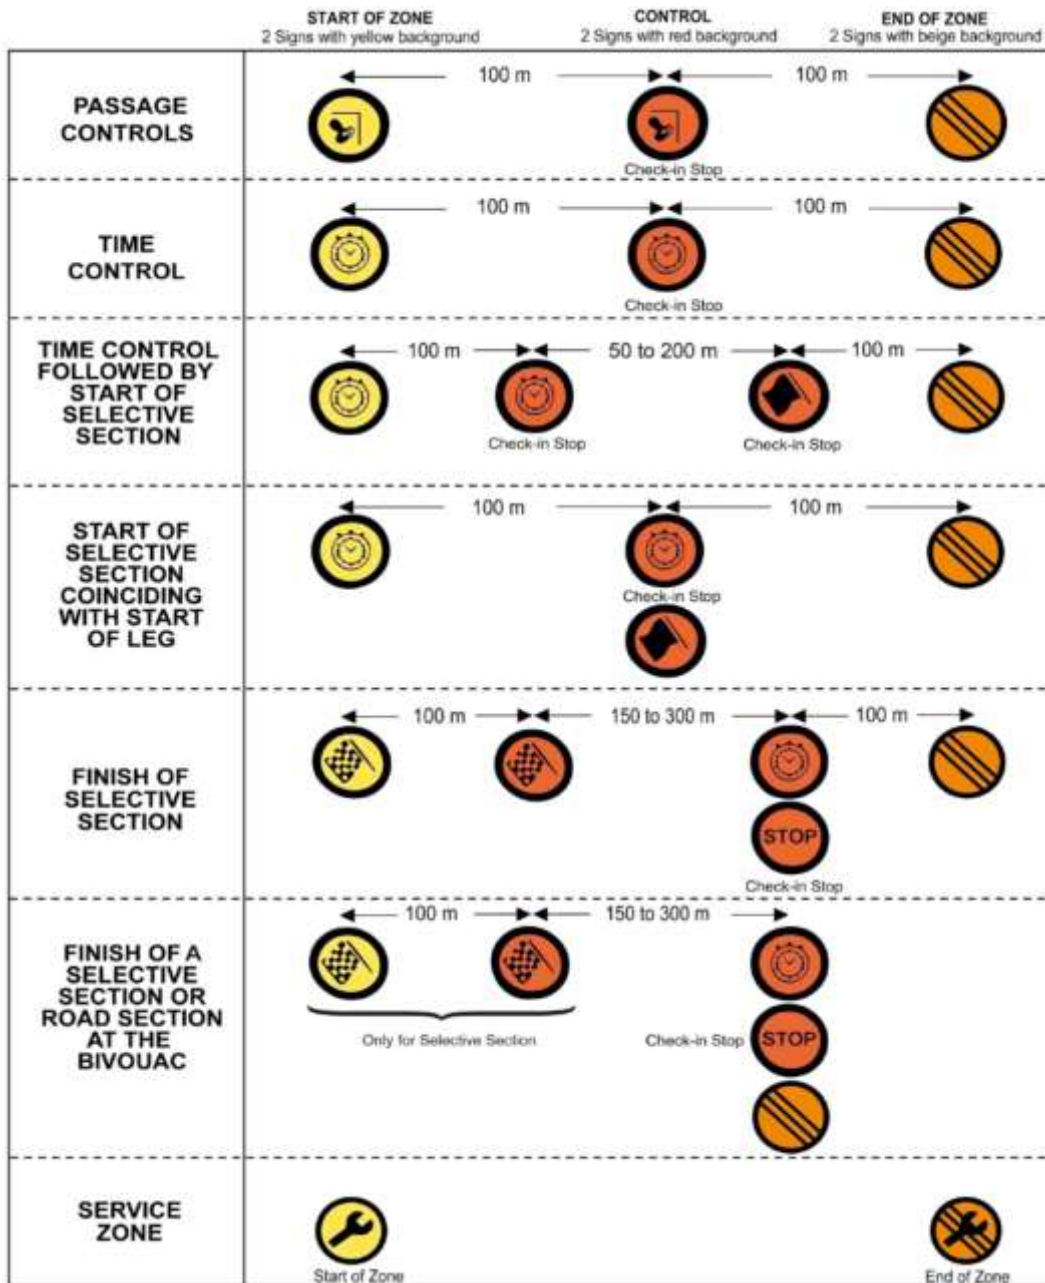 START OF ZONE
2 Signs with yellow background
CONTROL
2 Signs with red background
END OF ZONE
2 Signs with beige background
PASSAGE
CONTROLS
100 m
100 m
Check-in Stop
TIME
CONTROL
100 m
100 m
Check-in Stop
TIME CONTROL
FOLLOWED BY
START OF
SELECTIVE
SECTION
100 m
50 to 200 m
100 m
Check-in Stop
Check-in Stop
START OF
SELECTIVE
SECTION
COINCIDING
WITH START
OF LEG
100 m
100 m
Check-in Stop
FINISH OF
SELECTIVE
SECTION
100 m
150 to 300 m
100 m
STOP
Check-in Stop
FINISH OF A
SELECTIVE
SECTION OR
ROAD SECTION
AT THE
BIVOUAC
100 m
150 to 300 m
Only for Selective Section
Check-in Stop
STOP
SERVICE
ZONE
Start of Zone
End of Zone